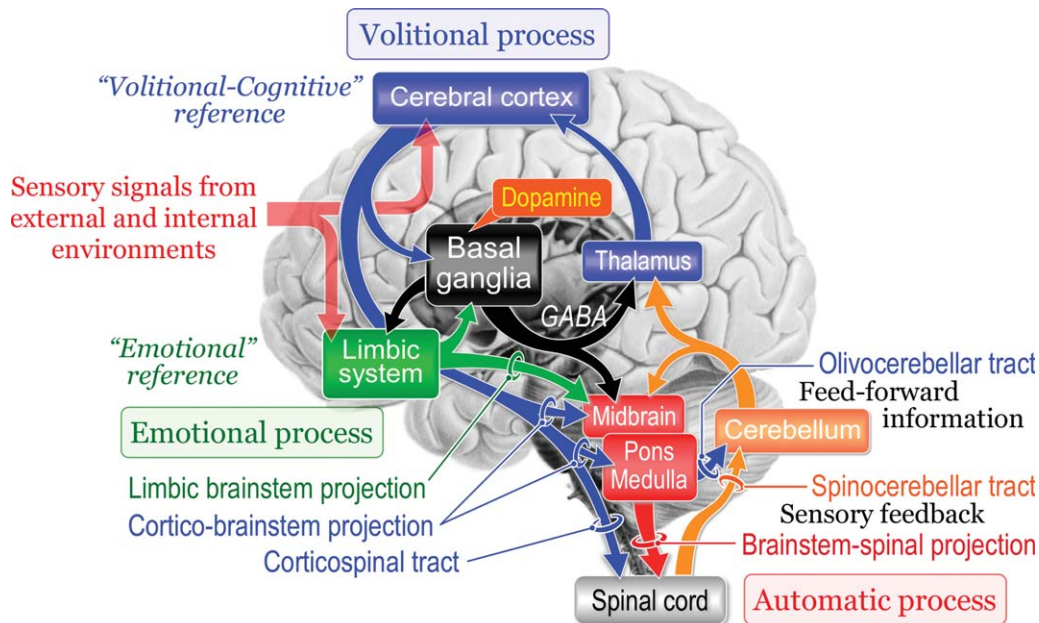 Volitional process
“Volitional-Cognitive”
reference
Cerebral cortex
Sensory signals from
external and internal
environments
Dopamine
Basal
ganglia
Thalamus
GABA
“Emotional”
reference
Limbic
system
Emotional process
Midbrain
Pons
Medulla
Cerebellum
Olivocerebellar tract
Feed-forward
information
Limbic brainstem projection
Cortico-brainstem projection
Corticospinal tract
Spinocerebellar tract
Sensory feedback
Brainstem-spinal projection
Spinal cord
Automatic process